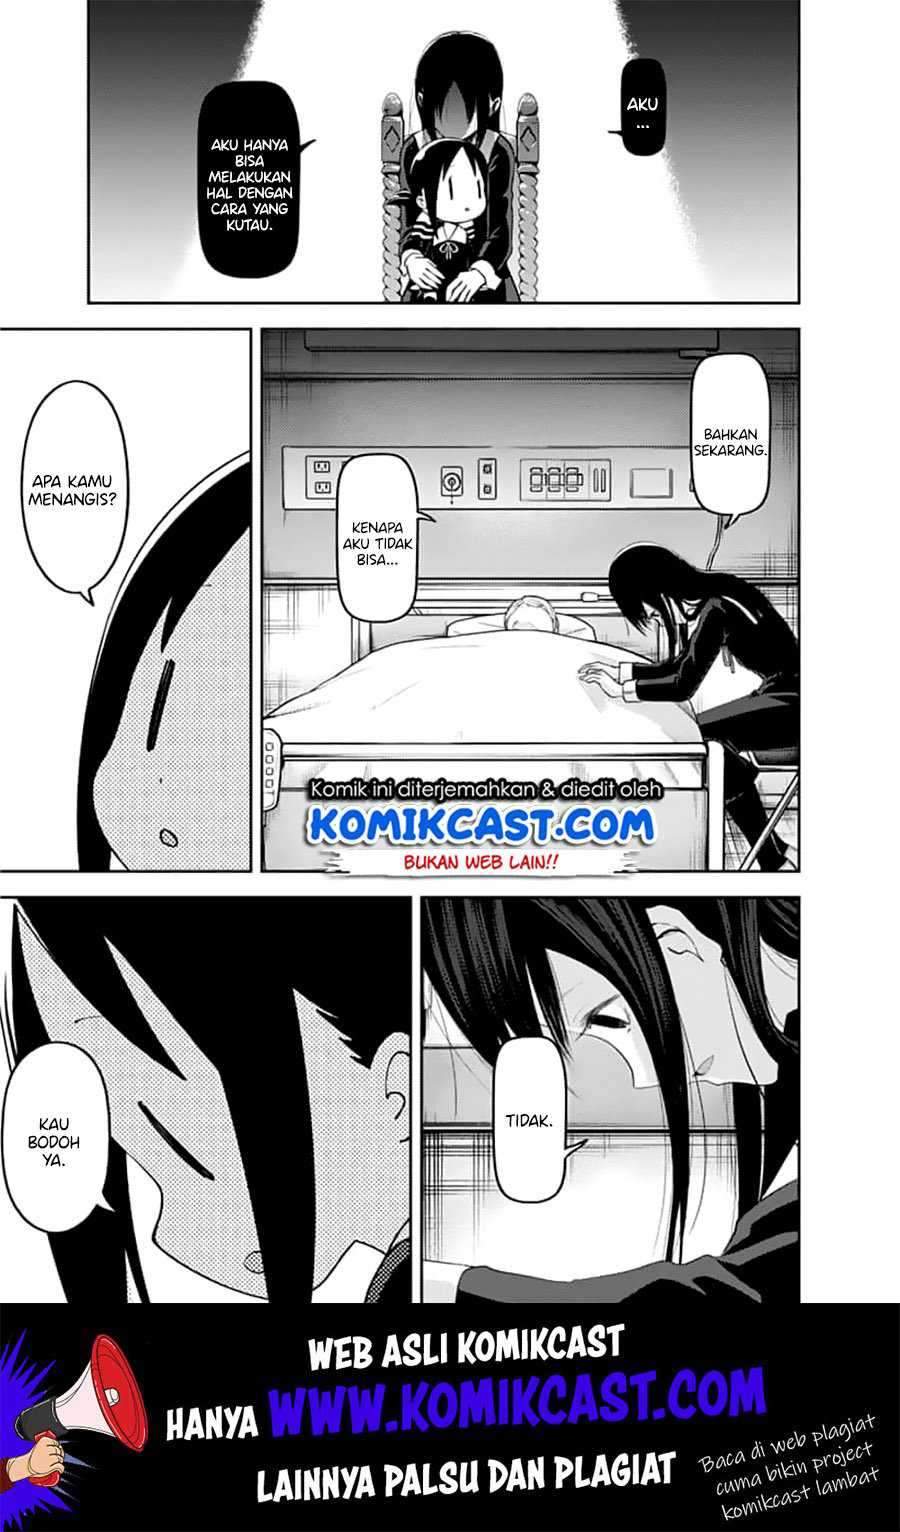 AKU
...
AKU HANYA
BISA
MELAKUKAN
HAL DENGAN
CARA YANG
KUTAU.
BAHKAN
SEKARANG.
KENAPA
AKU TIDAK
BISA...
APA KAMU
MENANGIS?
Komik ini diterjemahkan & diedit oleh
KOMIKCAST.COM
BUKAN WEB LAIN!!
TIDAK.
KAU
BODOH
YA.
WEB ASLI KOMIKCAST
HANYA WWW.KOMIKCAST.COM
LAINNYA PALSU DAN PLAGIAT
Baca di web plagiat
cuma bikin project
komikcast lambat